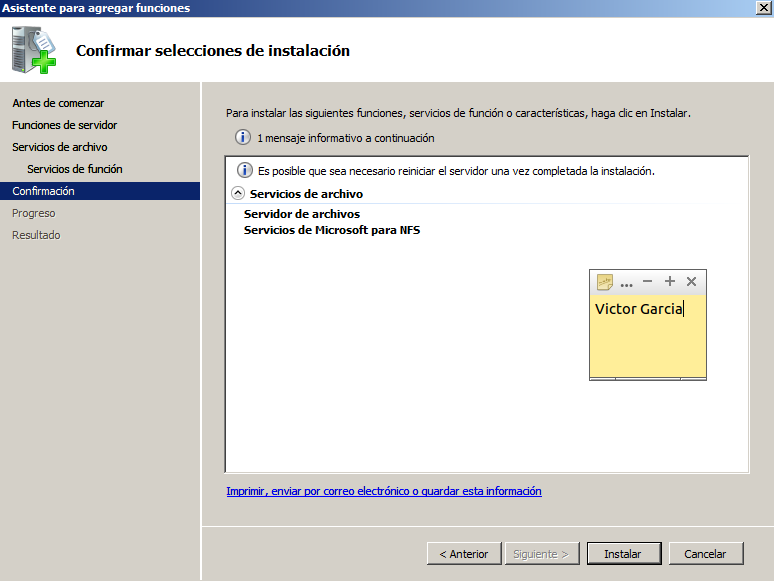 Asistente para agregar funciones
Confirmar selecciones de instalación
Antes de comenzar
Funciones de servidor
Servicios de archivo
Servicios de función
Confirmación
Progreso
Resultado
Para instalar las siguientes funciones, servicios de función o características, haga clic en Instalar.
1 mensaje informativo a continuación
Es posible que sea necesario reiniciar el servidor una vez completada la instalación.
Servicios de archivo
Servidor de archivos
Servicios de Microsoft para NFS
...
Victor Garcia
Imprimir, enviar por correo electrónico o guardar esta información
< Anterior
Siguiente >
Instalar
Cancelar